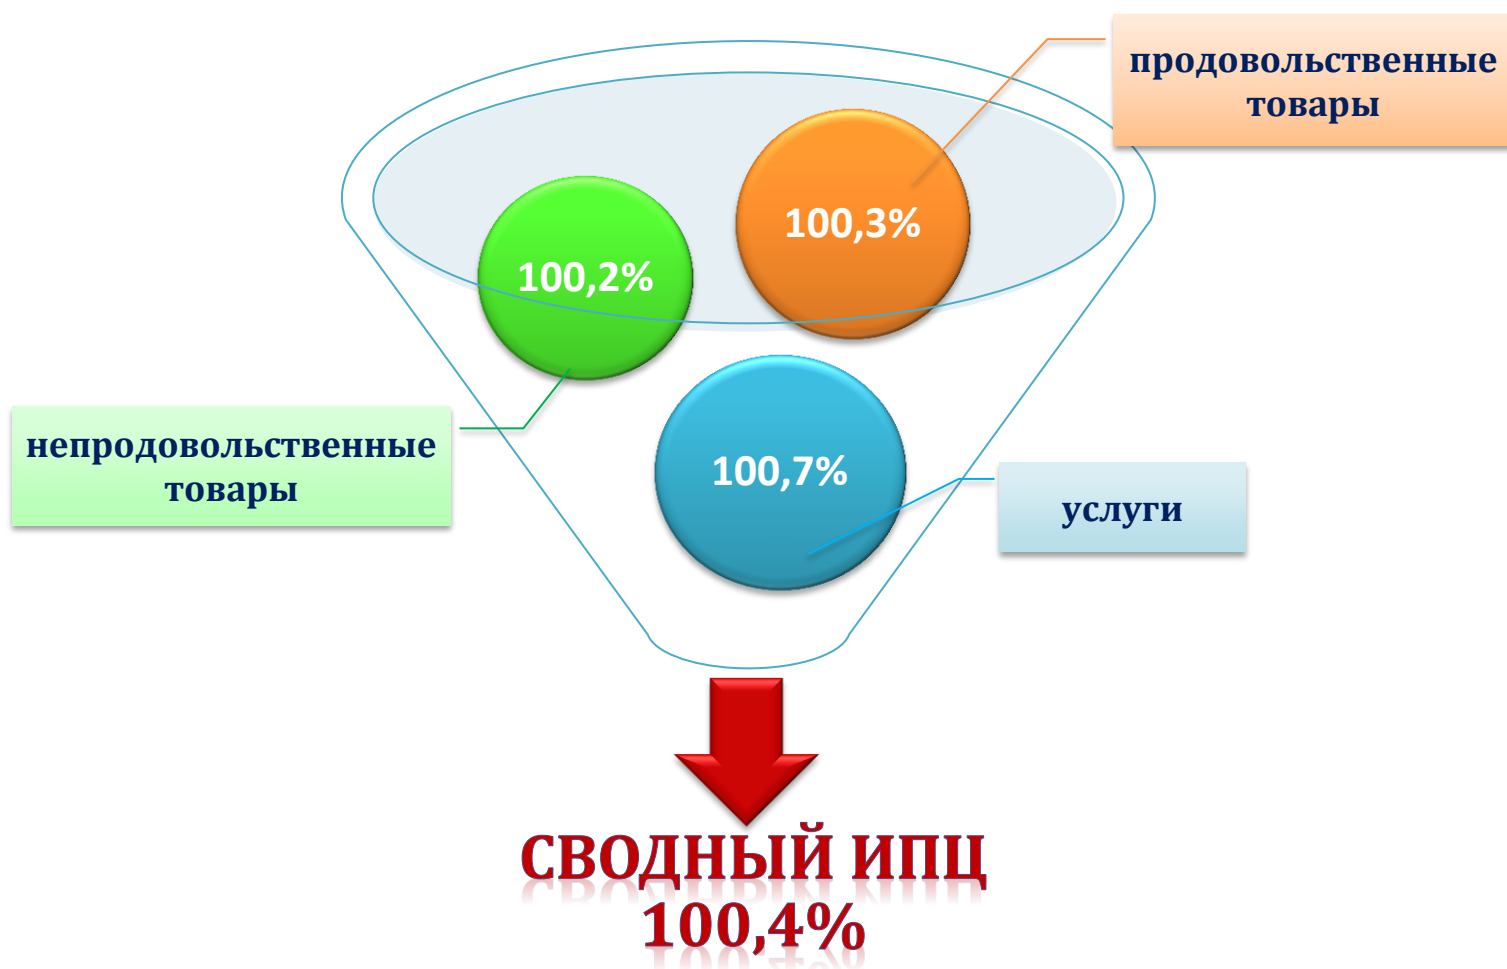 продовольственные
товары
100,3%
100,2%
непродовольственные
товары
100,7%
услуги
СВОДНЫЙ ИПЦ
100,4%